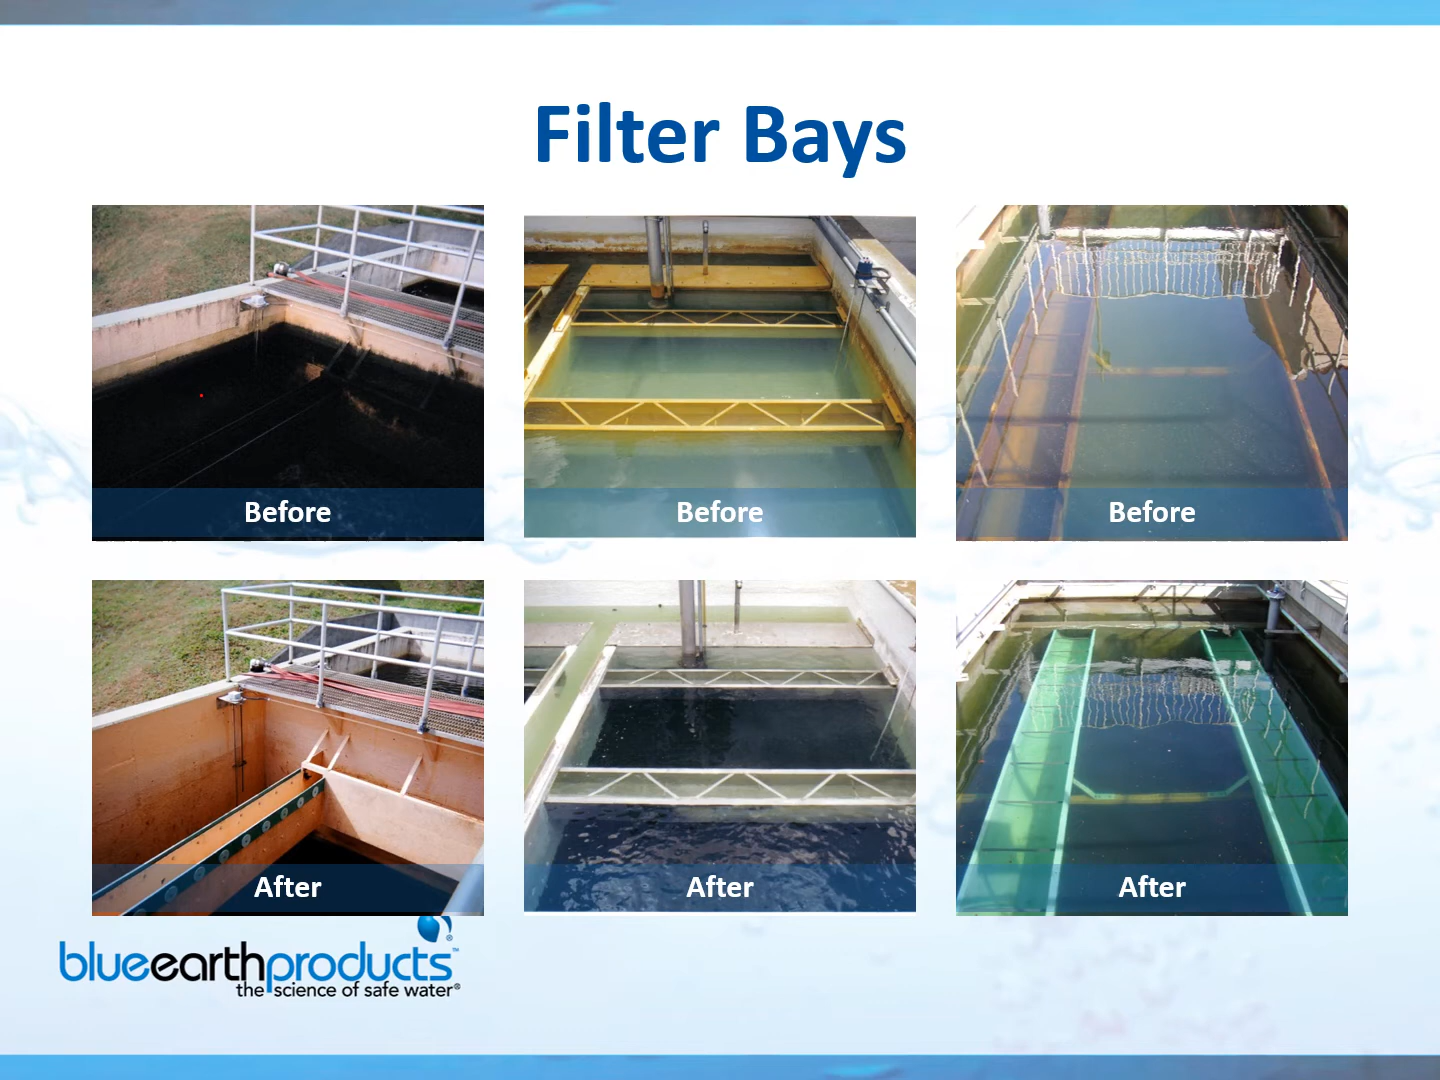 Filter Bays
Before
Before
Before
After
After
After
blueearthproducts™
the science of safe water®